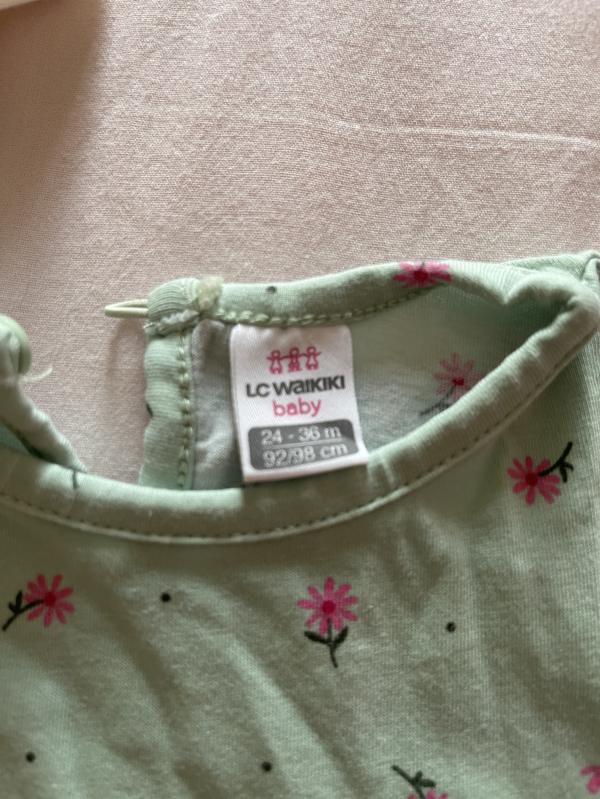 LC WAIKIKI
baby
24 - 36 m
92/98 cm